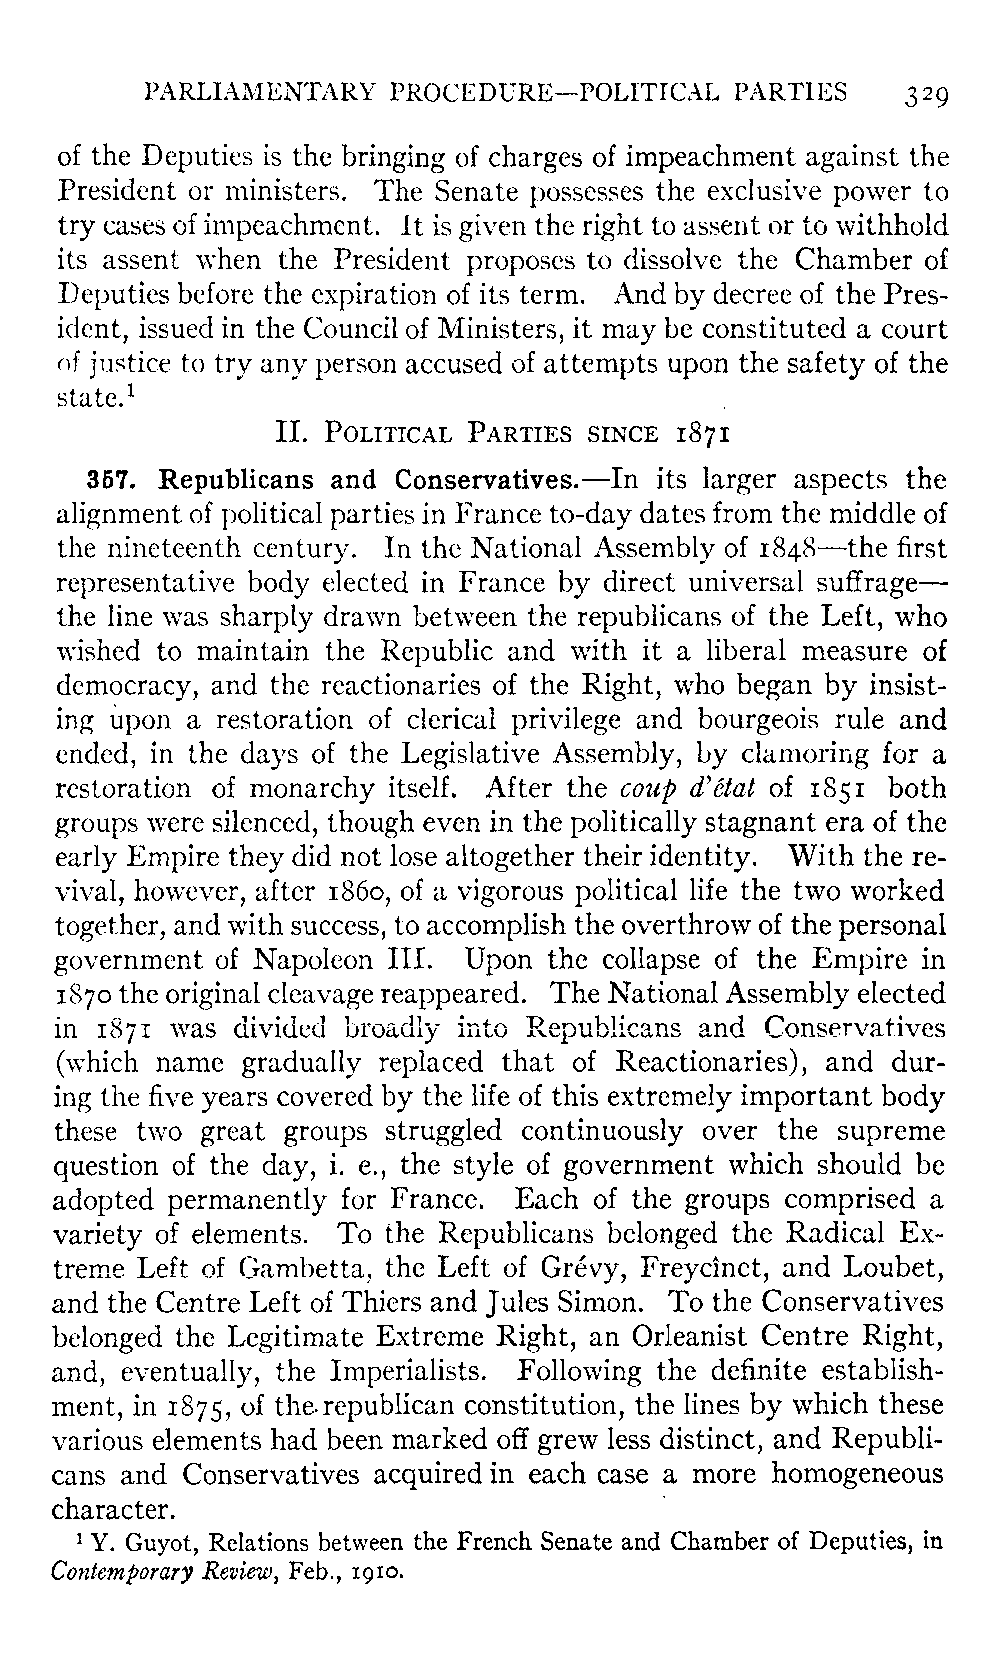 PARLIAMENTARY PROCEDURE—POLITICAL PARTIES 329
of the Deputies is the bringing of charges of impeachment against the
President or ministers. The Senate possesses the exclusive power to
try cases of impeachment. It is given the right to assent or to withhold
its assent when the President proposes to dissolve the Chamber of
Deputies before the expiration of its term. And by decree of the Pres-
ident, issued in the Council of Ministers, it may be constituted a court
of justice to try any person accused of attempts upon the safety of the
state.¹
II. POLITICAL PARTIES SINCE 1871
357. Republicans and Conservatives.—In its larger aspects the
alignment of political parties in France to-day dates from the middle of
the nineteenth century. In the National Assembly of 1848—the first
representative body elected in France by direct universal suffrage—
the line was sharply drawn between the republicans of the Left, who
wished to maintain the Republic and with it a liberal measure of
democracy, and the reactionaries of the Right, who began by insist-
ing upon a restoration of clerical privilege and bourgeois rule and
ended, in the days of the Legislative Assembly, by clamoring for a
restoration of monarchy itself. After the coup d'état of 1851 both
groups were silenced, though even in the politically stagnant era of the
early Empire they did not lose altogether their identity. With the re-
vival, however, after 1860, of a vigorous political life the two worked
together, and with success, to accomplish the overthrow of the personal
government of Napoleon III. Upon the collapse of the Empire in
1870 the original cleavage reappeared. The National Assembly elected
in 1871 was divided broadly into Republicans and Conservatives
(which name gradually replaced that of Reactionaries), and dur-
ing the five years covered by the life of this extremely important body
these two great groups struggled continuously over the supreme
question of the day, i. e., the style of government which should be
adopted permanently for France. Each of the groups comprised a
variety of elements. To the Republicans belonged the Radical Ex-
treme Left of Gambetta, the Left of Grévy, Freycinet, and Loubet,
and the Centre Left of Thiers and Jules Simon. To the Conservatives
belonged the Legitimate Extreme Right, an Orleanist Centre Right,
and, eventually, the Imperialists. Following the definite establish-
ment, in 1875, of the republican constitution, the lines by which these
various elements had been marked off grew less distinct, and Republi-
cans and Conservatives acquired in each case a more homogeneous
character.
¹ Y. Guyot, Relations between the French Senate and Chamber of Deputies, in
Contemporary Review, Feb., 1910.